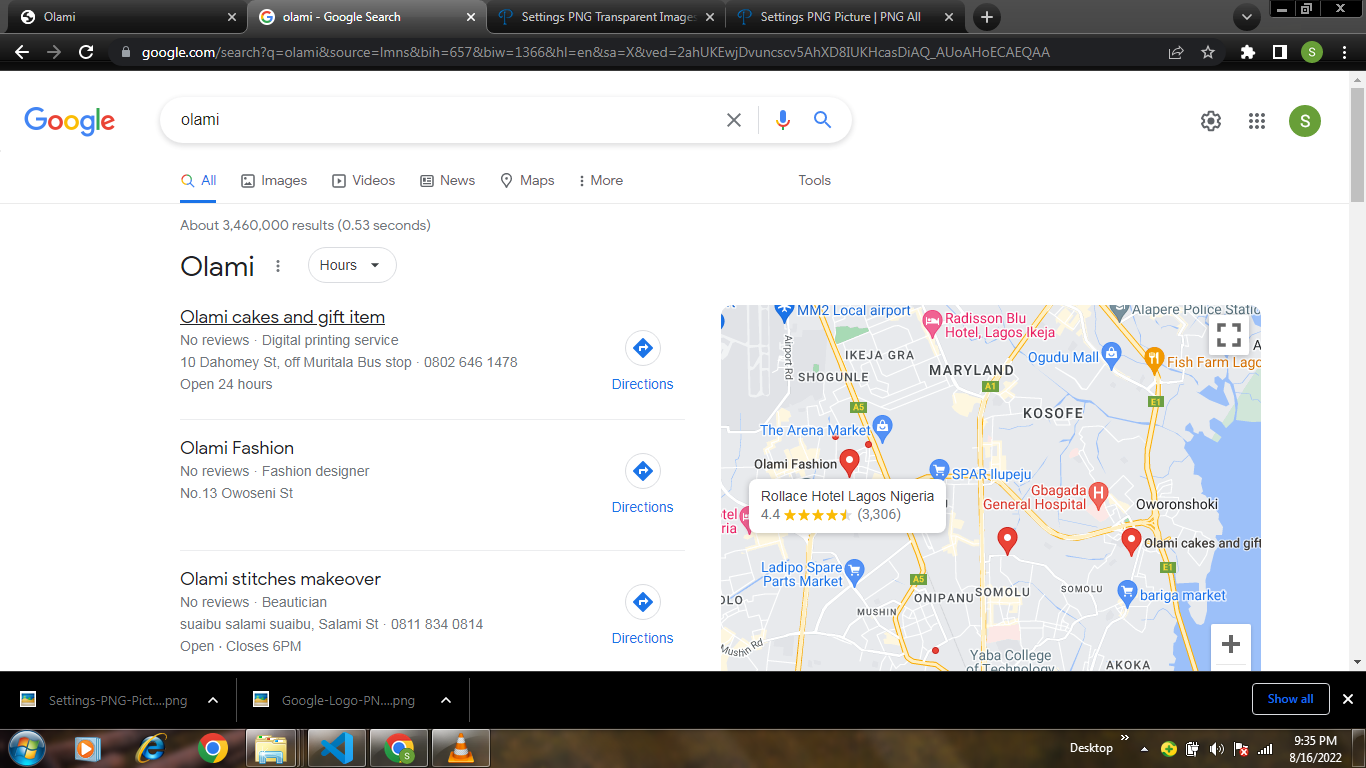 Olami
olami - Google Search
Settings PNG Transparent Images
Settings PNG Picture | PNG All
google.com/search?q=olami&source=lmns&bih=657&biw=1366&hl=en&sa=X&ved=2ahUKEwjDvuncscv5AhXD8IUKHcasDiAQ_AUoAHoECAEQAA
S
Google
olami
S
All
Images
Videos
News
Maps
More
Tools
About 3,460,000 results (0.53 seconds)
Olami
Hours
Olami cakes and gift item
No reviews · Digital printing service
10 Dahomey St, off Muritala Bus stop · 0802 646 1478
Open 24 hours
Directions
Olami Fashion
No reviews · Fashion designer
No.13 Owoseni St
Directions
Olami stitches makeover
No reviews · Beautician
suaibu salami suaibu, Salami St · 0811 834 0814
Open · Closes 6PM
Directions
MM2 Local airport
Alapere Police Statio
Radisson Blu
Hotel, Lagos Ikeja
Airport Rd
IKEJA GRA
Ogudu Mall
Fish Farm Lago
SHOGUNLE
MARYLAND
A1
E1
A5
KOSOFE
The Arena Market
Olami Fashion
SPAR Ilupeju
Rollace Hotel Lagos Nigeria
4.4 (3,306)
Gbagada
General Hospital
Oworonshoki
Olami cakes and gift
E1
Ladipo Spare
Parts Market
A5
ONIPANU
SOMOLU
SOMOLU
bariga market
OLO
MUSHIN
Mushin Rd
Yaba College
of Technology
AKOKA
Settings-PNG-Pict....png
Google-Logo-PN....png
Show all
Desktop
9:35 PM
8/16/2022